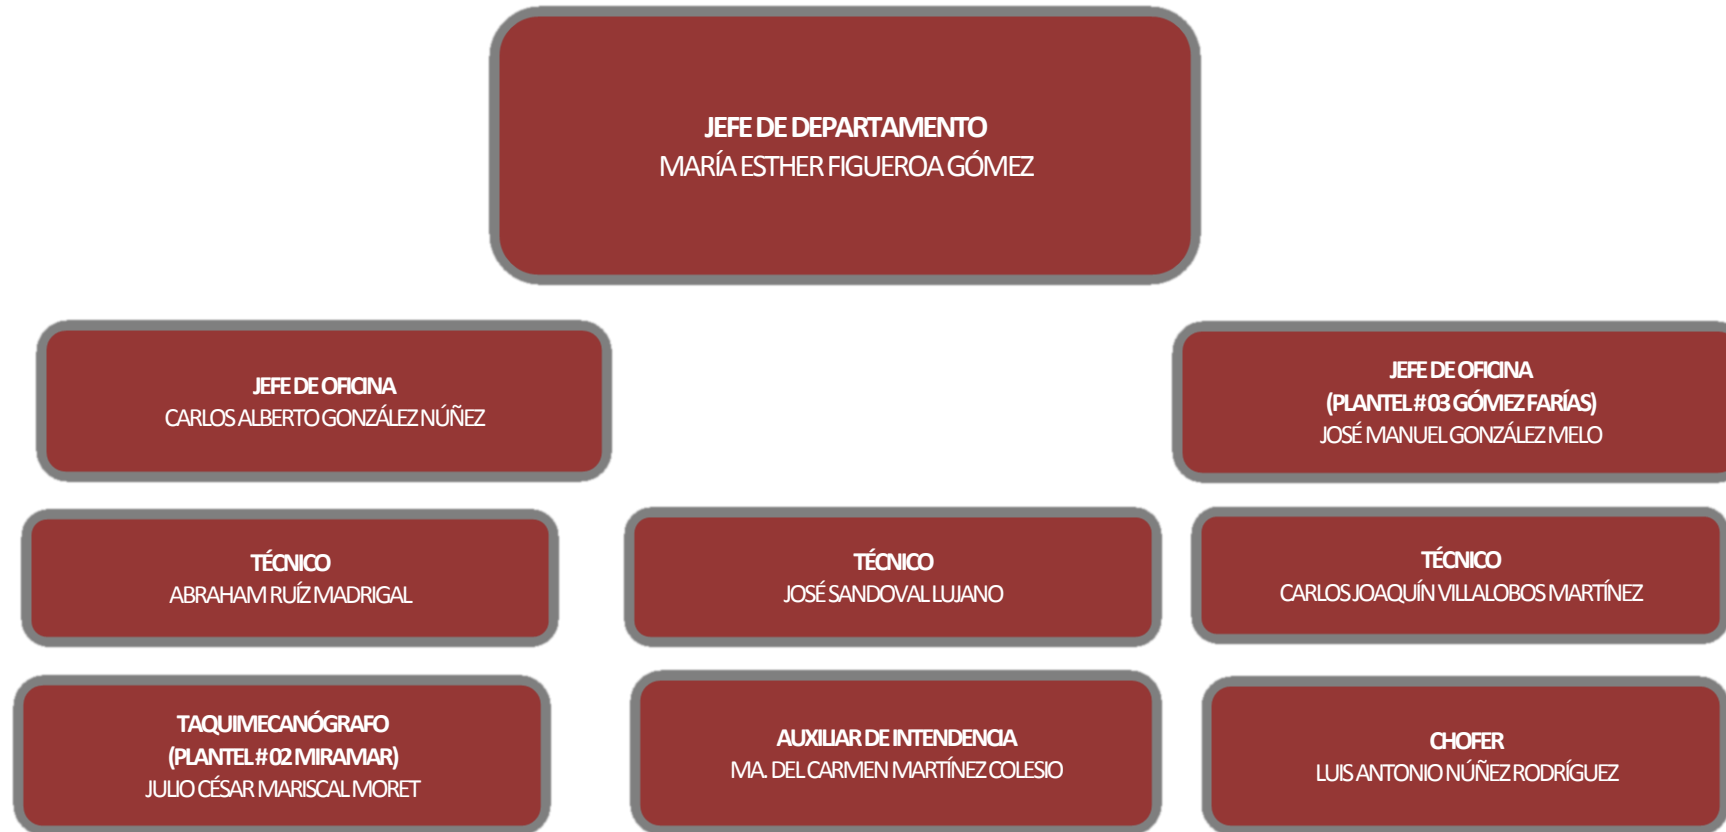 JEFE DE DEPARTAMENTO
MARÍA ESTHER FIGUEROA GÓMEZ
JEFE DE OFICINA
CARLOS ALBERTO GONZÁLEZ NÚÑEZ
JEFE DE OFICINA
(PLANTEL # 03 GÓMEZ FARÍAS)
JOSÉ MANUEL GONZÁLEZ MELO
TÉCNICO
ABRAHAM RUÍZ MADRIGAL
TÉCNICO
JOSÉ SANDOVAL LUJANO
TÉCNICO
CARLOS JOAQUÍN VILLALOBOS MARTÍNEZ
TAQUIMECANÓGRAFO
(PLANTEL # 02 MIRAMAR)
JULIO CÉSAR MARISCAL MORET
AUXILIAR DE INTENDENCIA
MA. DEL CARMEN MARTÍNEZ COLESIO
CHOFER
LUIS ANTONIO NÚÑEZ RODRÍGUEZ